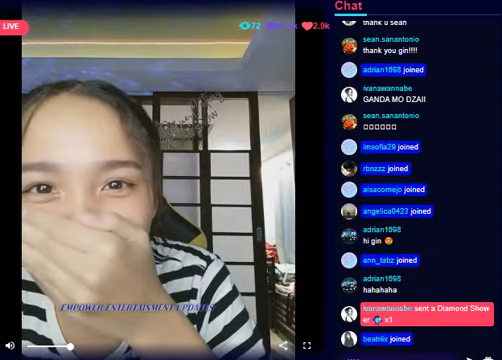 LIVE
72
2.9k
EMPOWER ENTERTAINMENT UPDATES
Chat
thank u sean
sean.sanantonio
thank you gin!!!!!
adrian1698 joined
ivanawannabe
GANDA MO DZAII
sean.sanantonio
imsofia29 joined
rbnzzz joined
aisacornejo joined
angelica0423 joined
adrian1698
hi gin 😍
ann_tabz joined
adrian1698
hahahaha
ivanawannabe sent a Diamond Show
er x1
beatriix joined